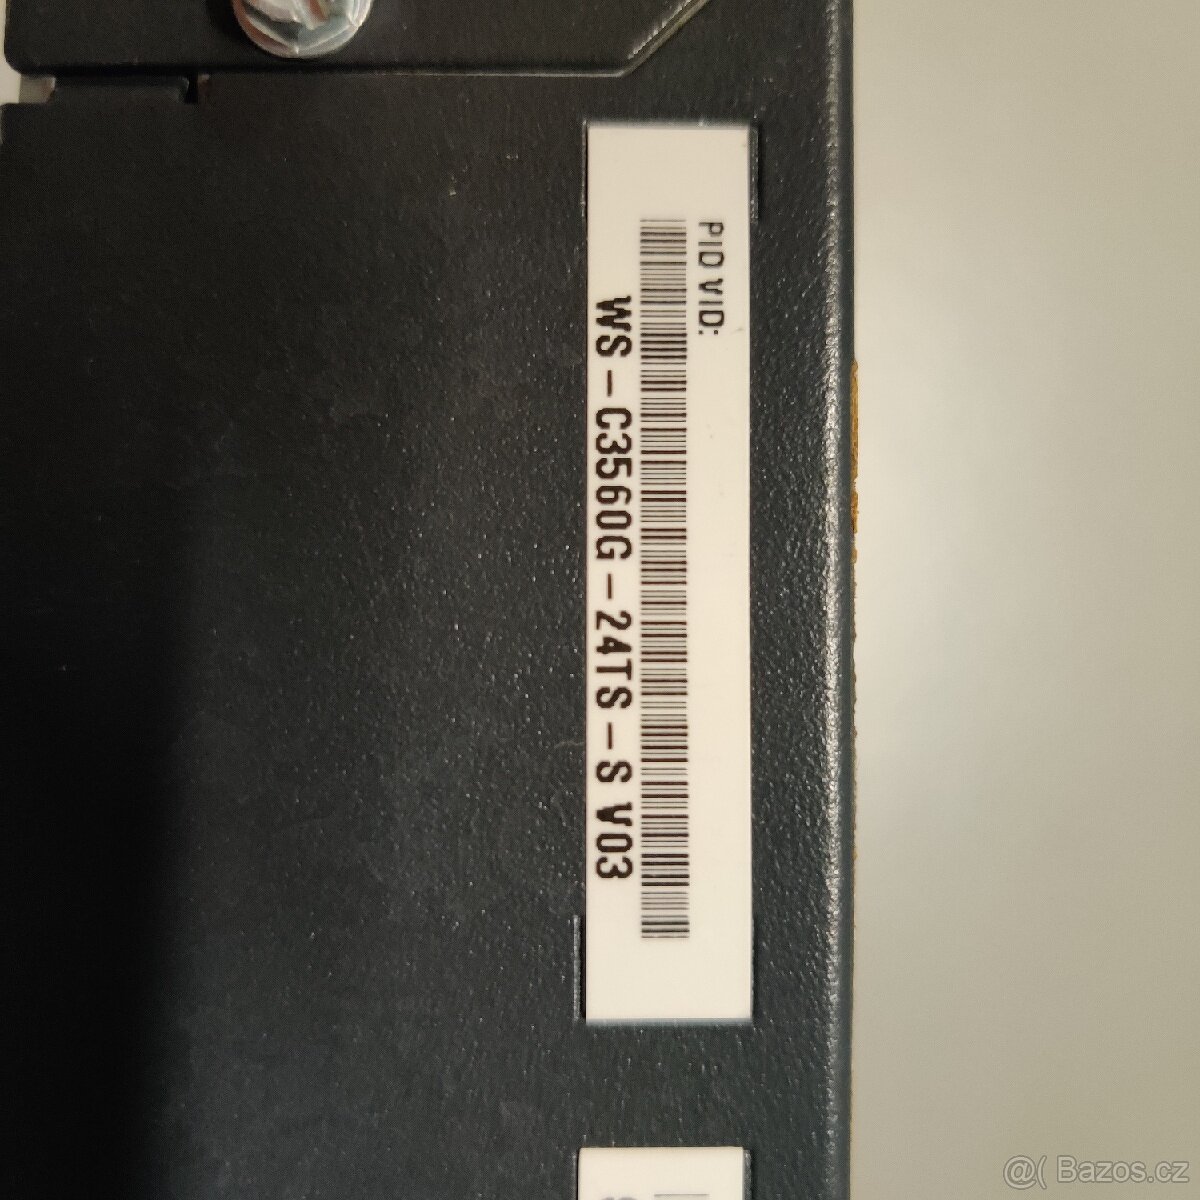 PID VID:
WS-C3560G-24TS-S V03
@( Bazos.cz